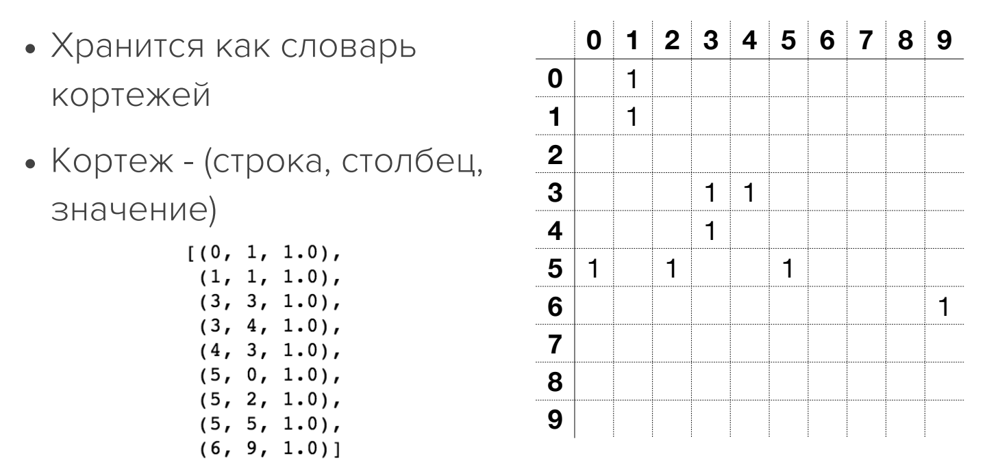 • Хранится как словарь
кортежей
• Кортеж - (строка, столбец,
значение)
[(0, 1, 1.0),
(1, 1, 1.0),
(3, 3, 1.0),
(3, 4, 1.0),
(4, 3, 1.0),
(5, 0, 1.0),
(5, 2, 1.0),
(5, 5, 1.0),
(6, 9, 1.0)]
0 1 2 3 4 5 6 7 8 9
0 1
1 1
2
3 1 1
4 1
5 1 1 1
6 1
7
8
9